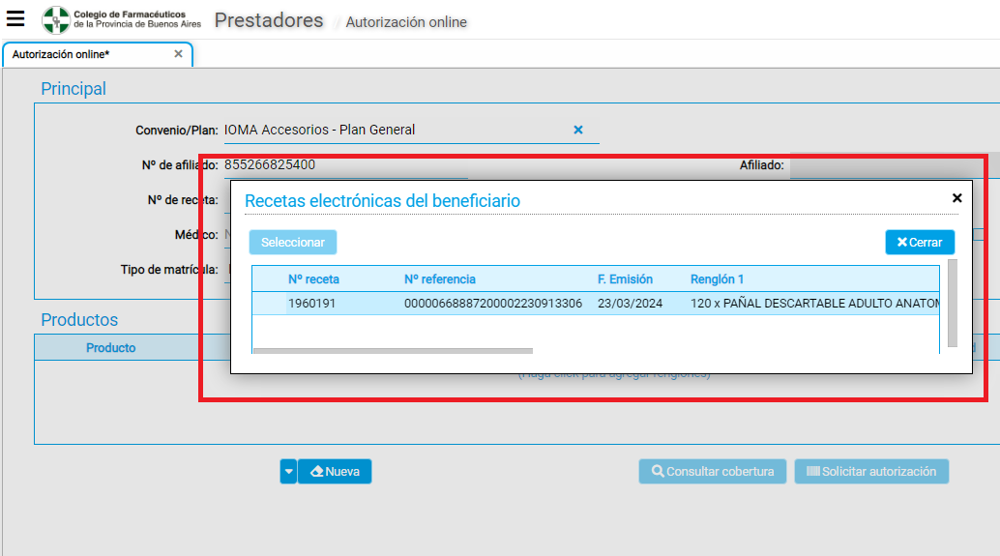 Colegio de Farmacéuticos
de la Provincia de Buenos Aires
Prestadores / Autorización online
Autorización online* ×
Principal
Convenio/Plan: IOMA Accesorios - Plan General ×
Nº de afiliado: 855266825400 Afiliado:
Nº de receta:
Médico:
Tipo de matrícula:
Recetas electrónicas del beneficiario ×
Seleccionar × Cerrar
Nº receta Nº referencia F. Emisión Renglón 1
1960191 00000668887200002230913306 23/03/2024 120 x PAÑAL DESCARTABLE ADULTO
Productos
Producto
(Haga click para agregar renglones)
Nueva Consultar cobertura Solicitar autorización